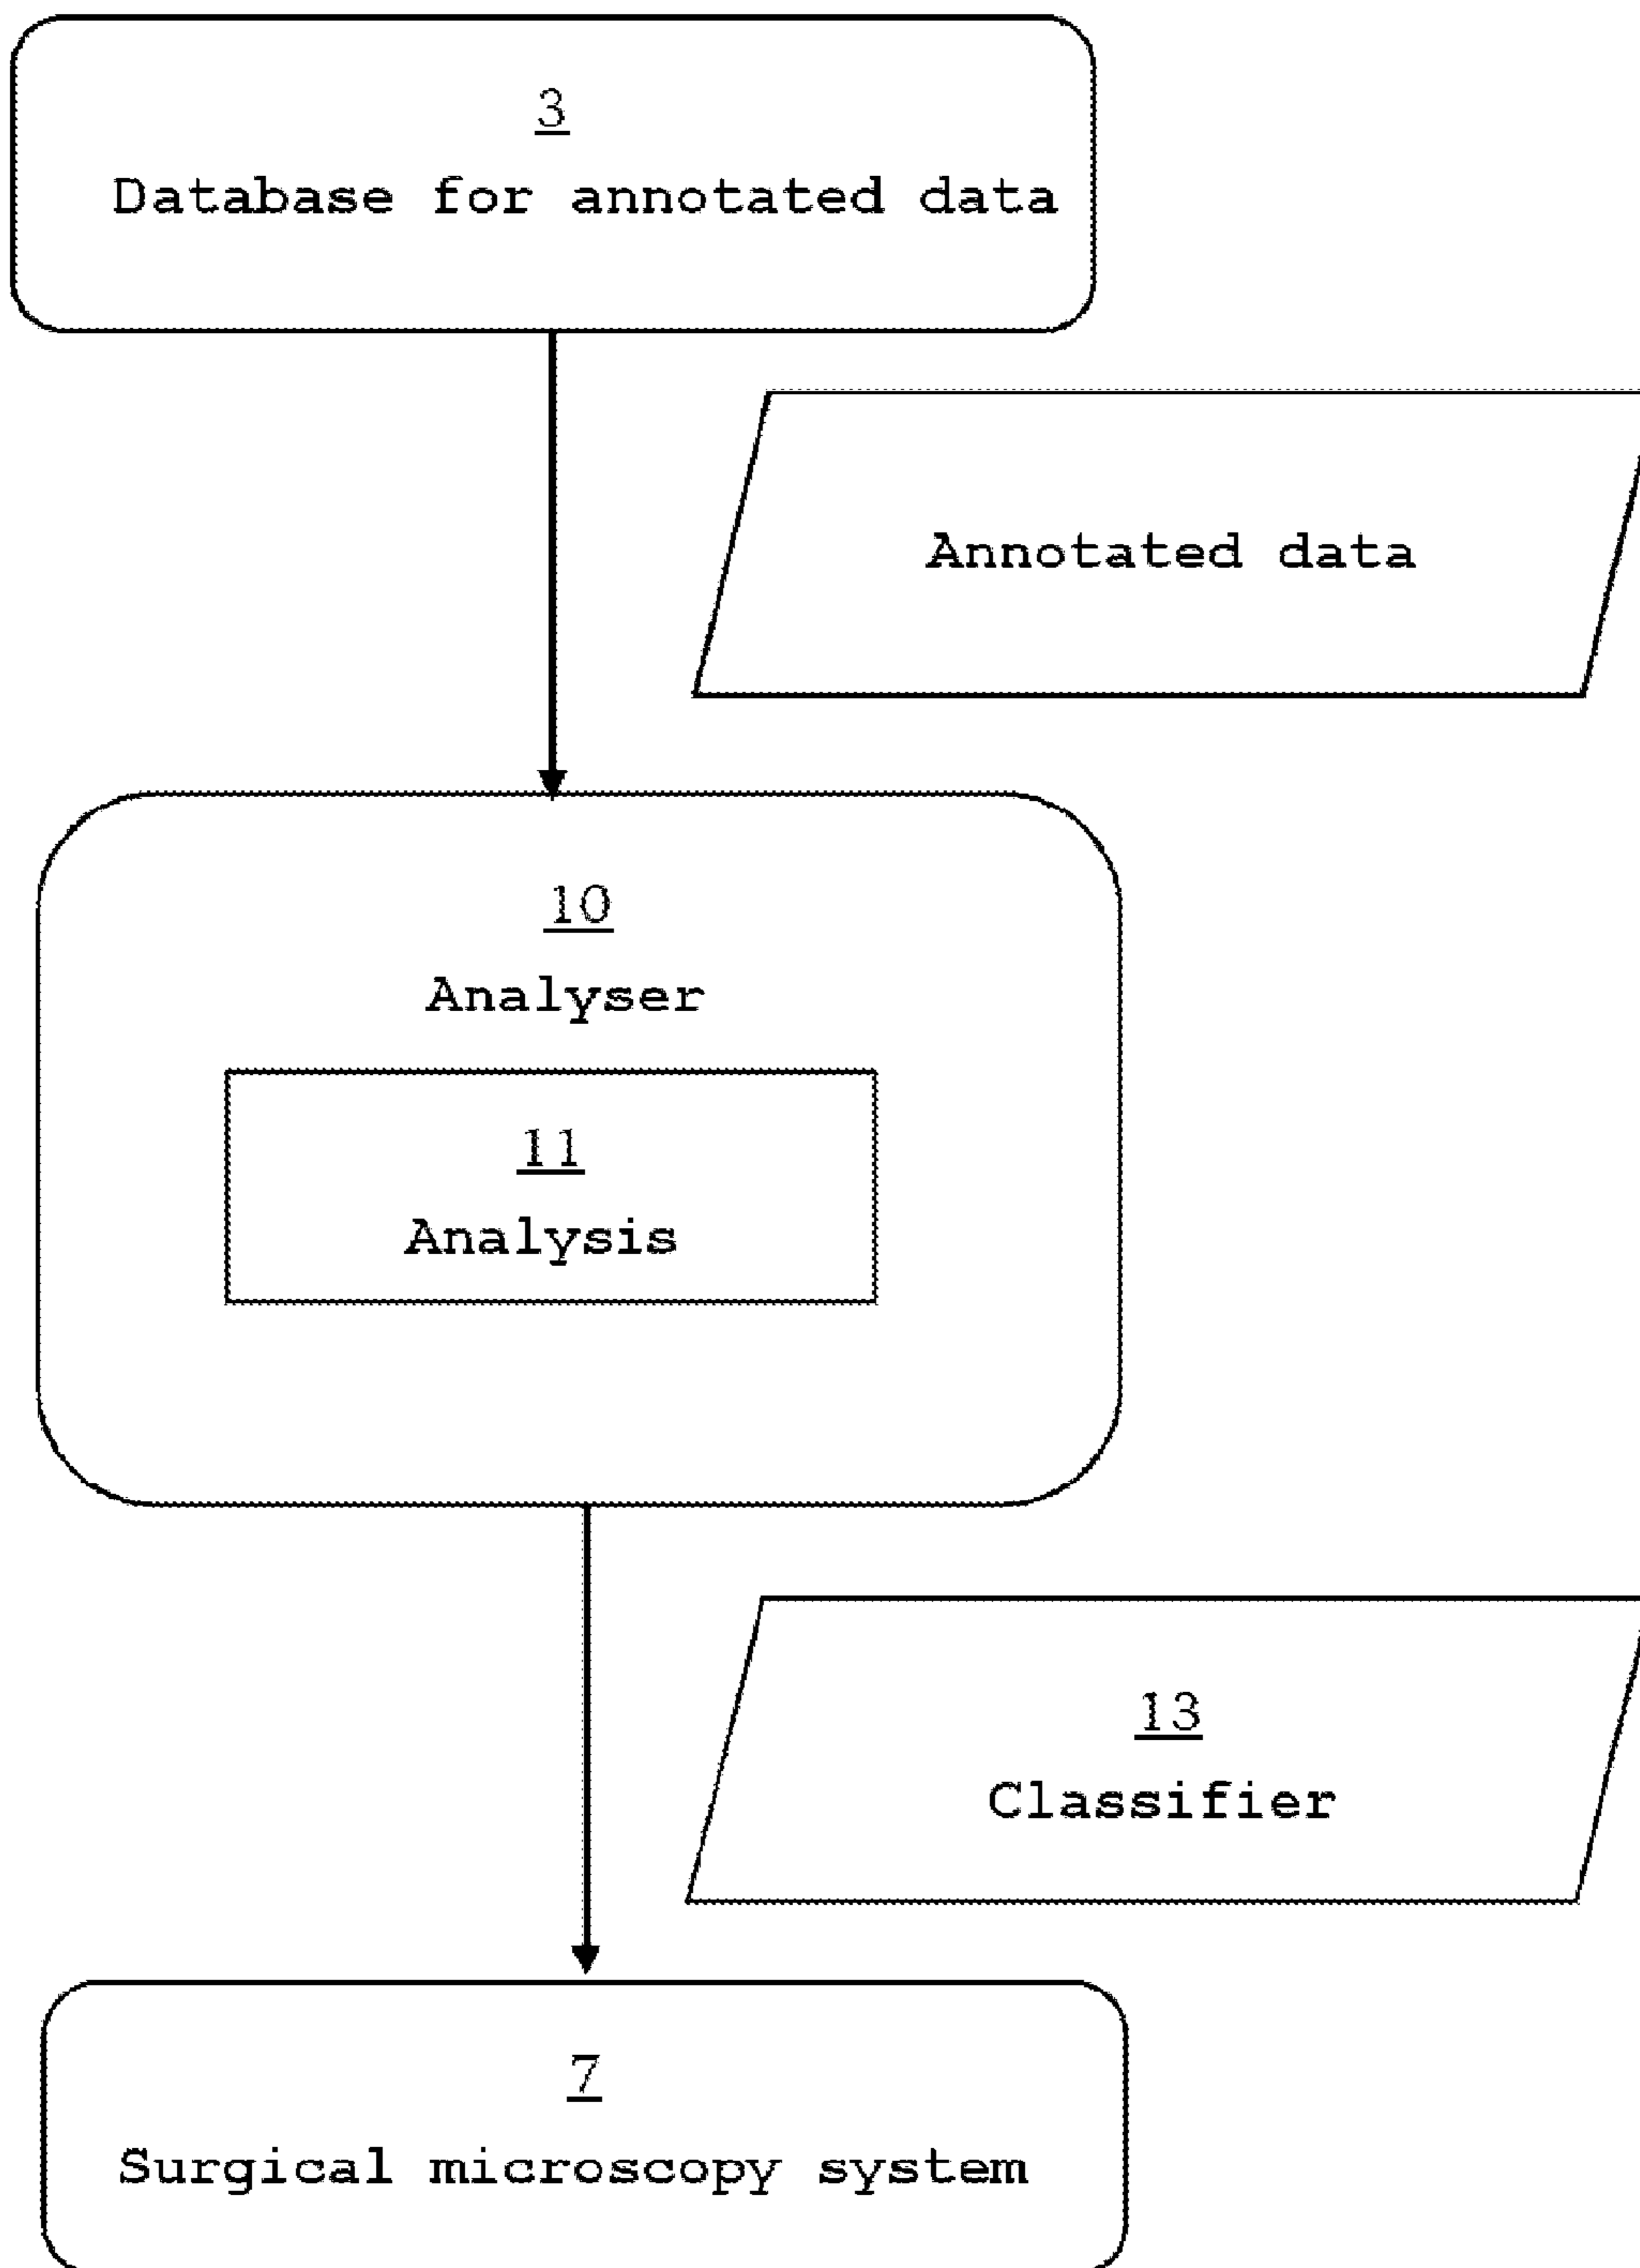 3
Database for annotated data
Annotated data
10
Analyser
11
Analysis
13
Classifier
7
Surgical microscopy system